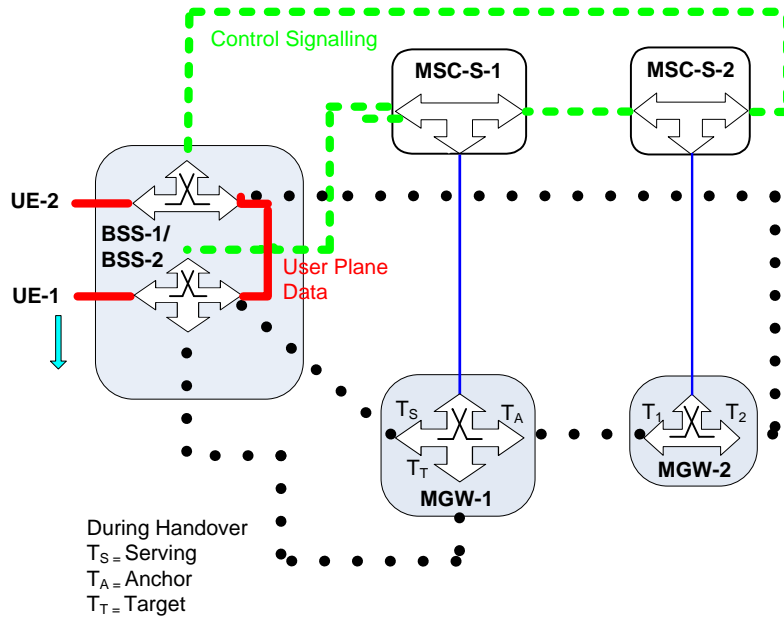 Control Signalling
MSC-S-1
MSC-S-2
UE-2
BSS-1/
BSS-2
User Plane
Data
UE-1
TS
TA
TT
MGW-1
T1
T2
MGW-2
During Handover
TS = Serving
TA = Anchor
TT = Target